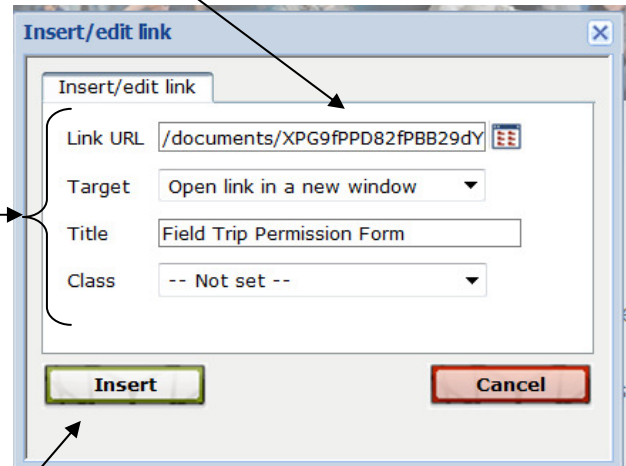 Insert/edit link
Insert/edit link
Link URL /documents/XPG9fPPD82fPBB29dY
Target Open link in a new window
Title Field Trip Permission Form
Class -- Not set --
Insert Cancel